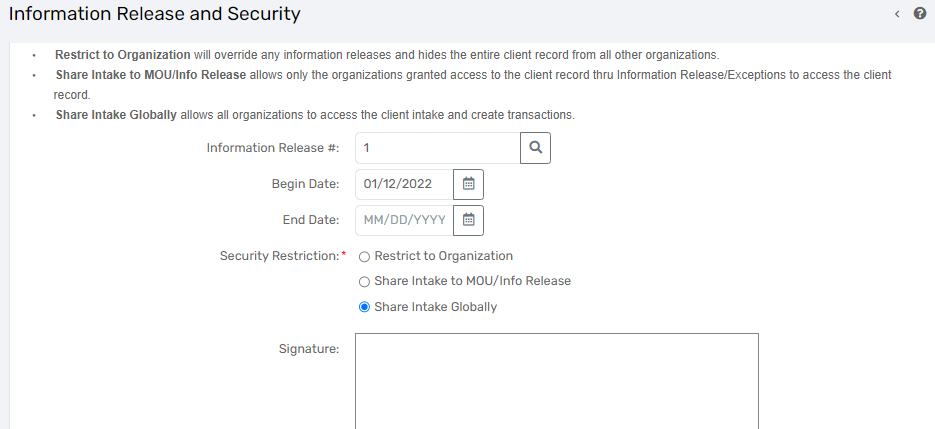 Information Release and Security
• Restrict to Organization will override any information releases and hides the entire client record from all other organizations.
• Share Intake to MOU/Info Release allows only the organizations granted access to the client record thru Information Release/Exceptions to access the client
record.
• Share Intake Globally allows all organizations to access the client intake and create transactions.
Information Release #: 1
Begin Date: 01/12/2022
End Date: MM/DD/YYYY
Security Restriction:* Restrict to Organization
Share Intake to MOU/Info Release
Share Intake Globally
Signature: